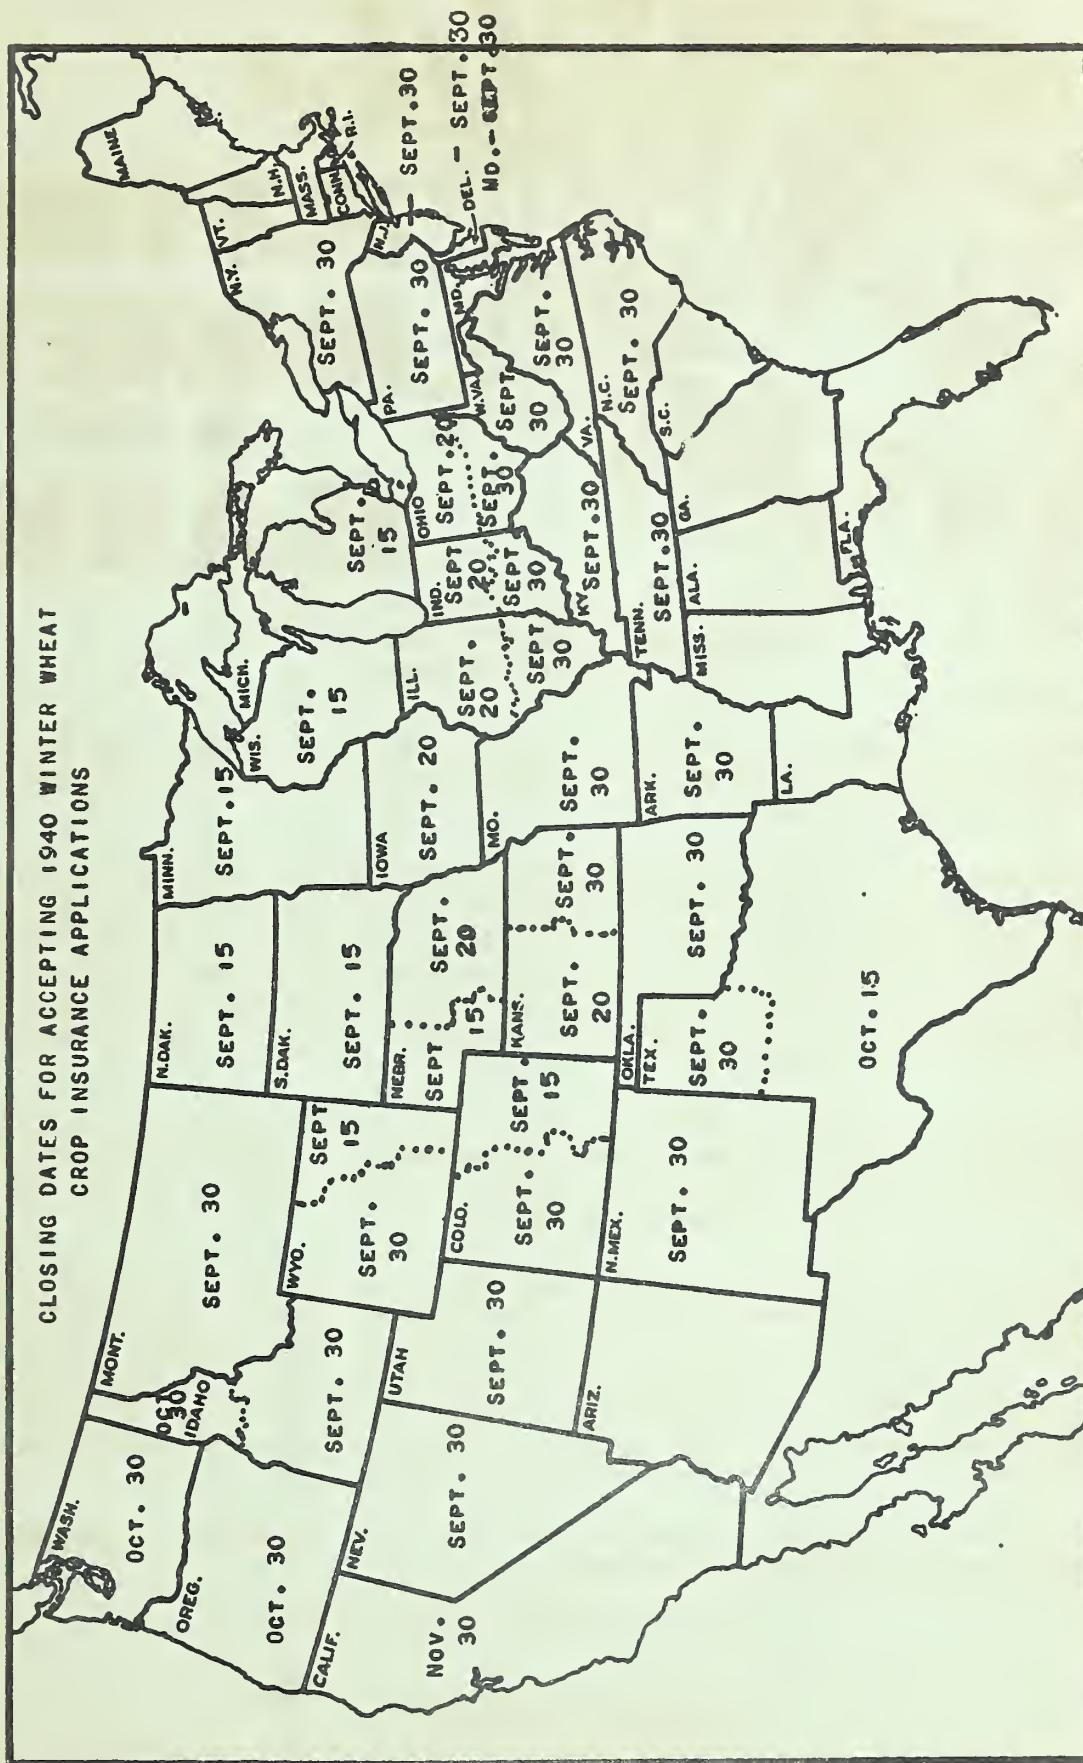 CLOSING DATES FOR ACCEPTING 1940 WINTER WHEAT
CROP INSURANCE APPLICATIONS
WASH.
OCT. 30
OREG.
OCT. 30
CALIF.
NOV.
30
NEV.
SEPT. 30
OCT
30
IDAHO
SEPT. 30
MONT.
SEPT. 30
WYO.
SEPT
15
SEPT.
30
UTAH
SEPT. 30
ARIZ.
COLO.
SEPT.
15
SEPT.
30
N.MEX.
SEPT. 30
N.DAK.
SEPT. 15
S.DAK.
SEPT. 15
NEBR.
SEPT
15
SEPT.
20
KANS.
SEPT.
20
SEPT.
30
OKLA.
SEPT. 30
TEX.
SEPT.
30
OCT.15
MINN.
SEPT.15
IOWA
SEPT. 20
MO.
SEPT.
30
ARK.
SEPT.
30
LA.
WIS.
SEPT.
15
MICH.
SEPT.
15
ILL.
SEPT.
20
SEPT
30
IND.
SEPT
20
SEPT
30
OHIO
SEPT.20
SEPT.
30
KY
SEPT.30
TENN.
SEPT.30
MISS.
ALA.
GA.
FLA.
S.C.
N.C.
SEPT. 30
VA.
SEPT.
30
W.VA.
SEPT
30
PA.
SEPT. 30
MD.
N.Y.
SEPT. 30
VT.
N.H.
MAINE
MASS.
CONN.
R.I.
N.J.
— SEPT.30
DEL. — SEPT.30
MD.—SEPT.30